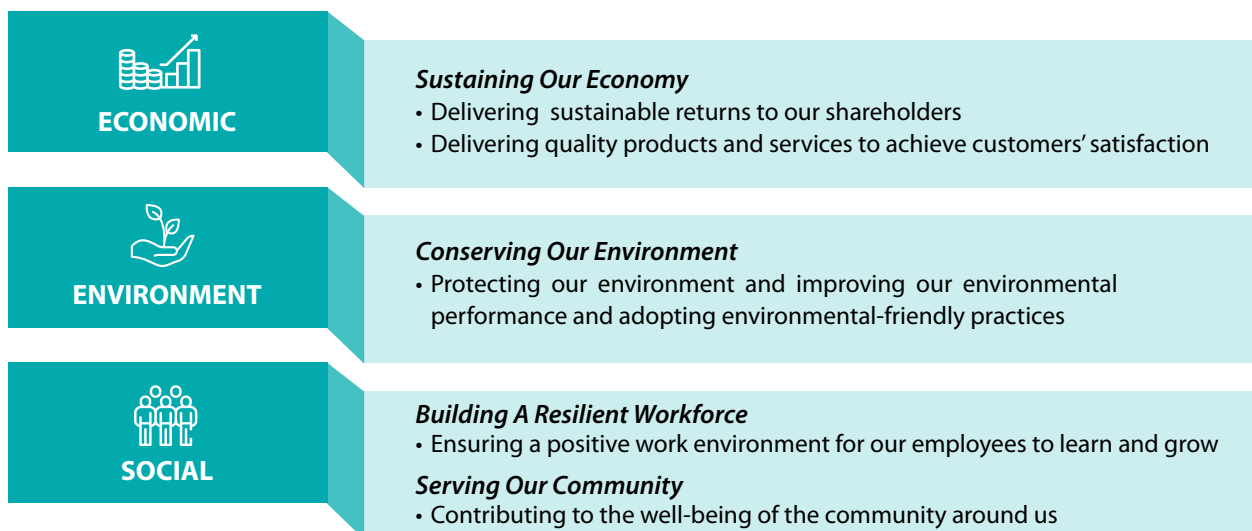 ECONOMIC
Sustaining Our Economy
• Delivering sustainable returns to our shareholders
• Delivering quality products and services to achieve customers’ satisfaction
ENVIRONMENT
Conserving Our Environment
• Protecting our environment and improving our environmental
performance and adopting environmental-friendly practices
SOCIAL
Building A Resilient Workforce
• Ensuring a positive work environment for our employees to learn and grow
Serving Our Community
• Contributing to the well-being of the community around us